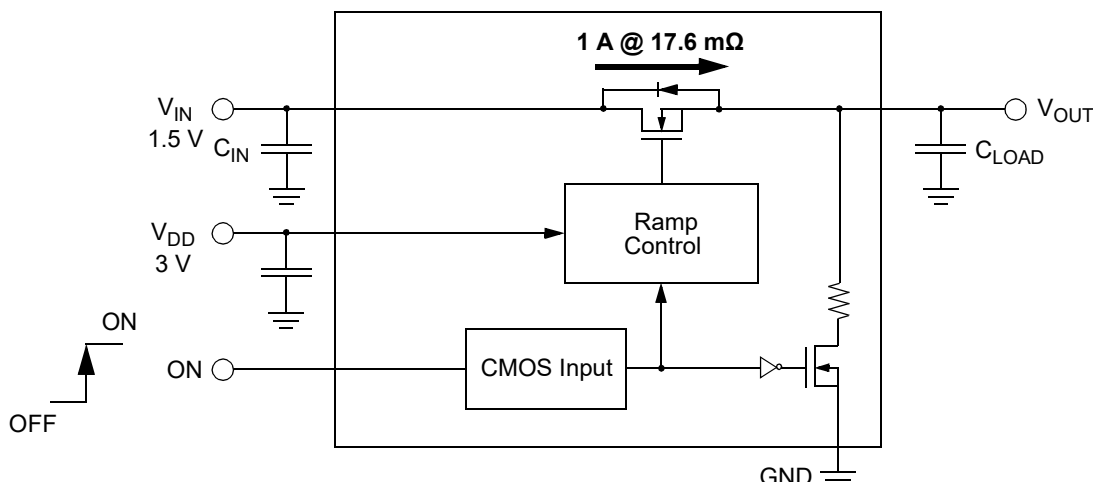 1 A @ 17.6 mΩ
VIN
1.5 V
CIN
VOUT
CLOAD
Ramp
Control
VDD
3 V
ON
OFF
ON
CMOS Input
GND